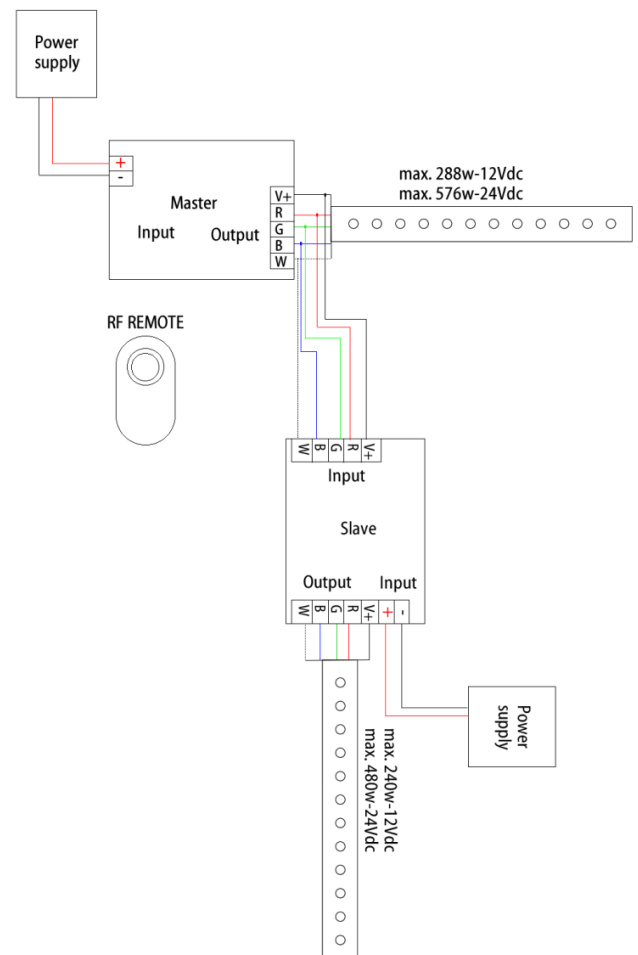 Power
supply
+
-
Master
Input
Output
V+
R
G
B
W
max. 288w-12Vdc
max. 576w-24Vdc
RF REMOTE
W
B
G
R
V+
Input
Slave
Output
Input
W
B
G
R
V+
+
-
max. 240w-12Vdc
max. 480w-24Vdc
Power
supply